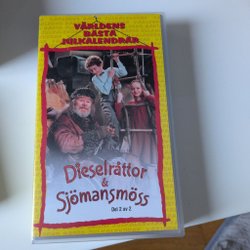 VÄRLDENS
BÄSTA
JULKALENDRAR
Dieselråttor
&
Sjömansmöss
Del 2 av 2